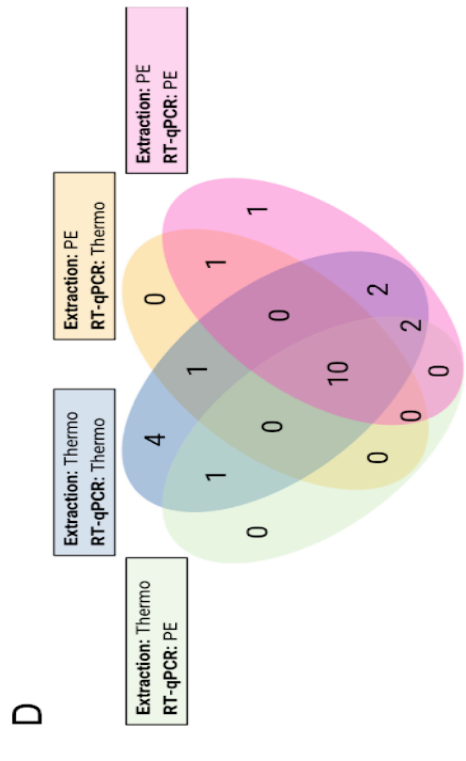 D
Extraction: Thermo
RT-qPCR: Thermo
Extraction: PE
RT-qPCR: Thermo
Extraction: Thermo
RT-qPCR: PE
Extraction: PE
RT-qPCR: PE
4
0
1
1
1
0
1
0
0
10
0
2
0
2
0